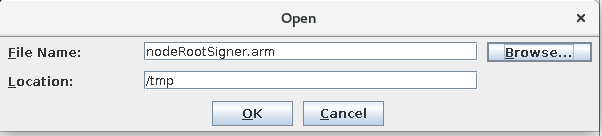 Open ×
File Name: nodeRootSigner.arm Browse...
Location: /tmp
OK Cancel